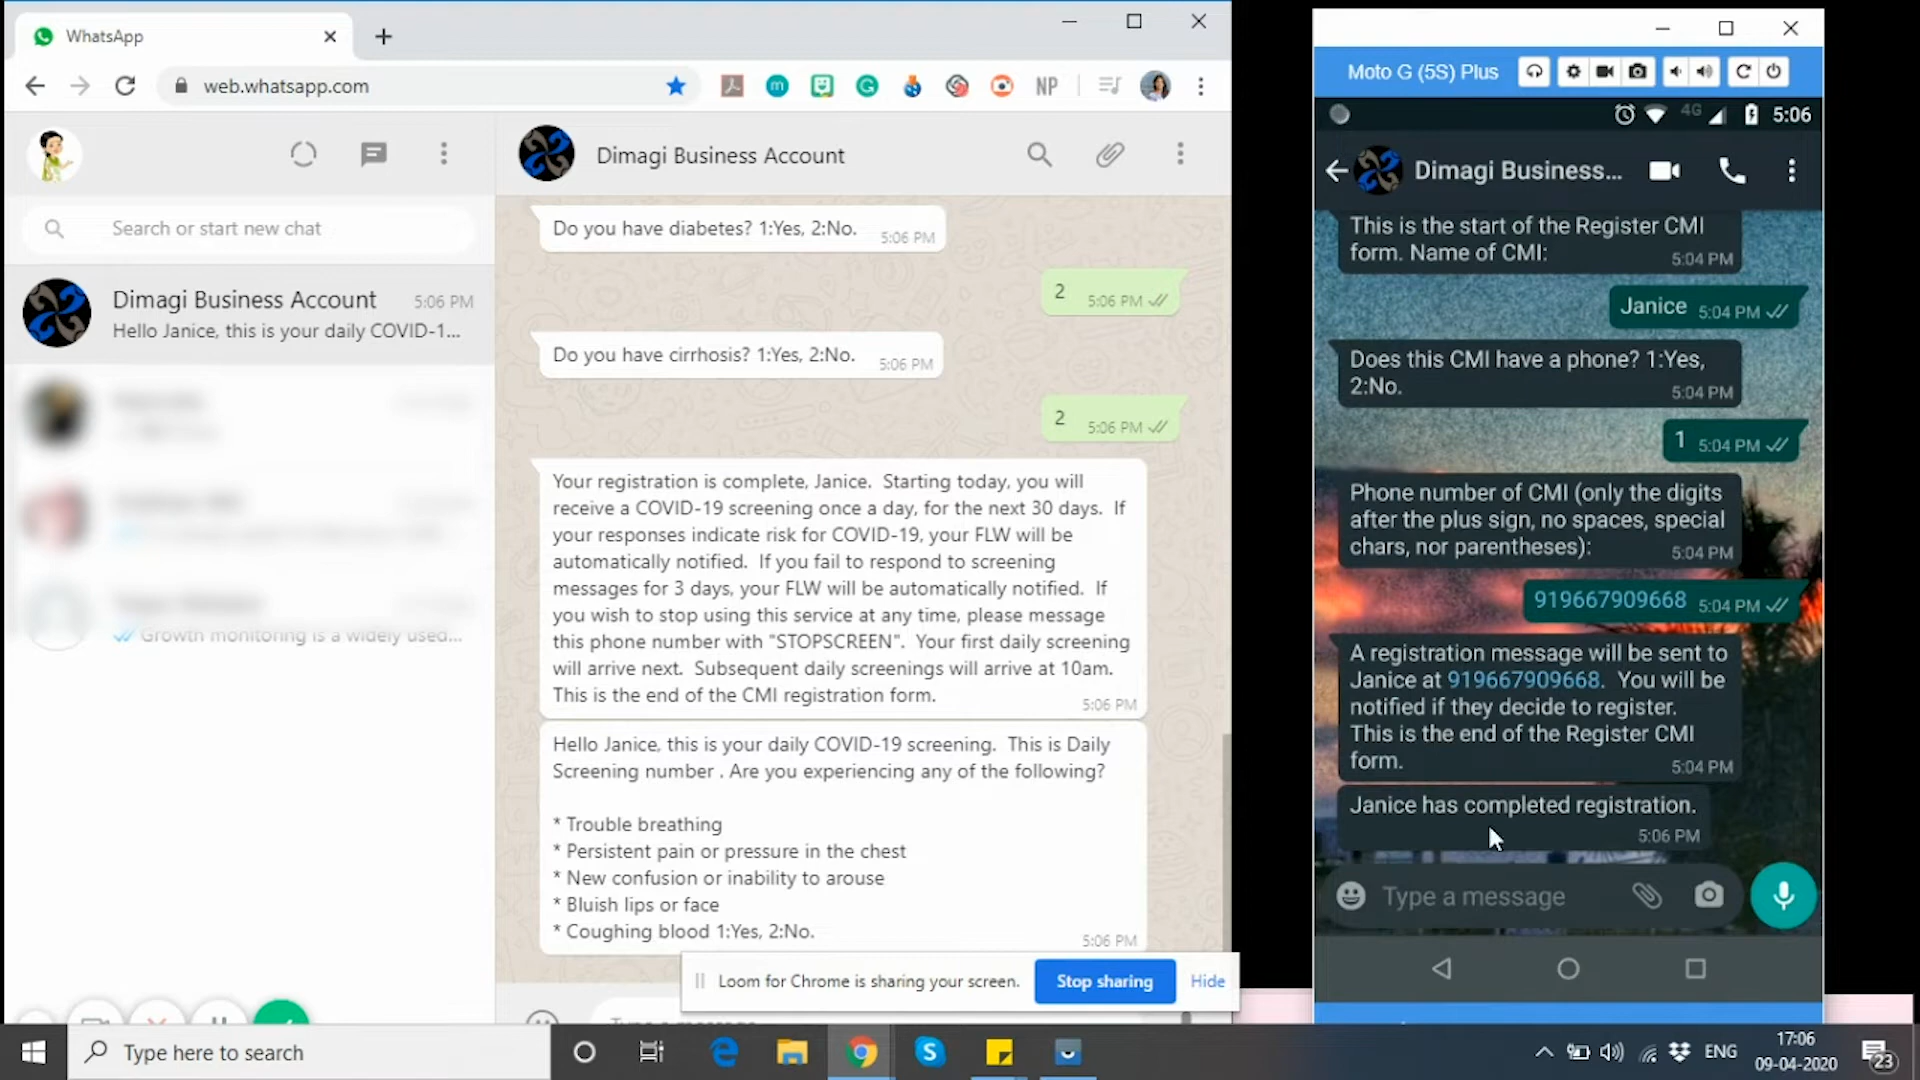 WhatsApp
web.whatsapp.com
NP
Search or start new chat
Dimagi Business Account
5:06 PM
Hello Janice, this is your daily COVID-1...
Growth monitoring is a widely used...
Dimagi Business Account
Do you have diabetes? 1:Yes, 2:No.
5:06 PM
2
5:06 PM
Do you have cirrhosis? 1:Yes, 2:No.
5:06 PM
2
5:06 PM
Your registration is complete, Janice. Starting today, you will
receive a COVID-19 screening once a day, for the next 30 days. If
your responses indicate risk for COVID-19, your FLW will be
automatically notified. If you fail to respond to screening
messages for 3 days, your FLW will be automatically notified. If
you wish to stop using this service at any time, please message
this phone number with "STOPSCREEN". Your first daily screening
will arrive next. Subsequent daily screenings will arrive at 10am.
This is the end of the CMI registration form.
5:06 PM
Hello Janice, this is your daily COVID-19 screening. This is Daily
Screening number . Are you experiencing any of the following?
* Trouble breathing
* Persistent pain or pressure in the chest
* New confusion or inability to arouse
* Bluish lips or face
* Coughing blood 1:Yes, 2:No.
5:06 PM
Loom for Chrome is sharing your screen.
Stop sharing
Hide
Type a message
Moto G (5S) Plus
4G
5:06
Dimagi Business...
This is the start of the Register CMI
form. Name of CMI:
5:04 PM
Janice
5:04 PM
Does this CMI have a phone? 1:Yes,
2:No.
5:04 PM
1
5:04 PM
Phone number of CMI (only the digits
after the plus sign, no spaces, special
chars, nor parentheses):
5:04 PM
919667909668
5:04 PM
A registration message will be sent to
Janice at 919667909668. You will be
notified if they decide to register.
This is the end of the Register CMI
form.
5:04 PM
Janice has completed registration.
5:06 PM
Type a message
Type here to search
ENG
17:06
09-04-2020
23